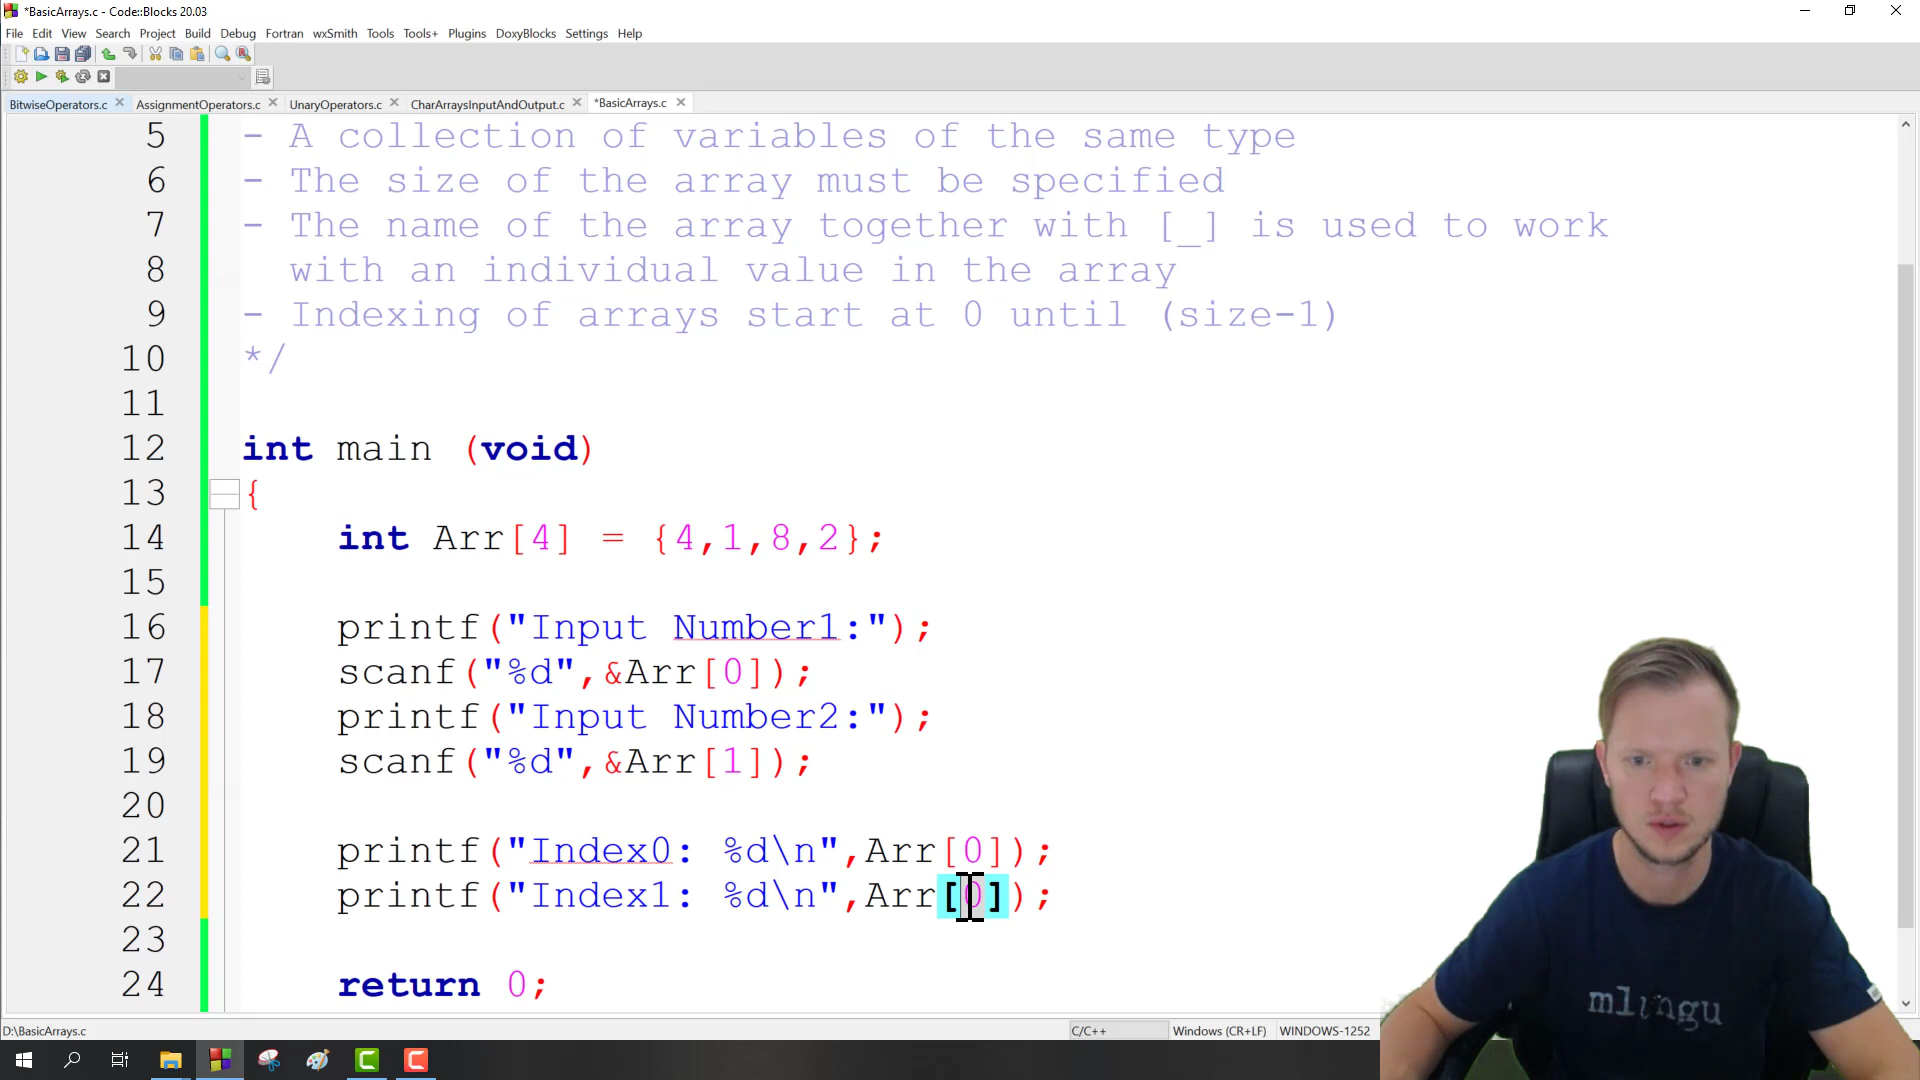 *BasicArrays.c - Code::Blocks 20.03
File Edit View Search Project Build Debug Fortran wxSmith Tools Tools+ Plugins DoxyBlocks Settings Help
BitwiseOperators.c AssignmentOperators.c UnaryOperators.c CharArraysInputAndOutput.c *BasicArrays.c
5 - A collection of variables of the same type
6 - The size of the array must be specified
7 - The name of the array together with [_] is used to work
8 with an individual value in the array
9 - Indexing of arrays start at 0 until (size-1)
10 */
11
12 int main (void)
13 {
14 int Arr[4] = {4,1,8,2};
15
16 printf("Input Number1:");
17 scanf("%d",&Arr[0]);
18 printf("Input Number2:");
19 scanf("%d",&Arr[1]);
20
21 printf("Index0: %d\n",Arr[0]);
22 printf("Index1: %d\n",Arr[0]);
23
24 return 0;
mlungu
D:\BasicArrays.c C/C++ Windows (CR+LF) WINDOWS-1252